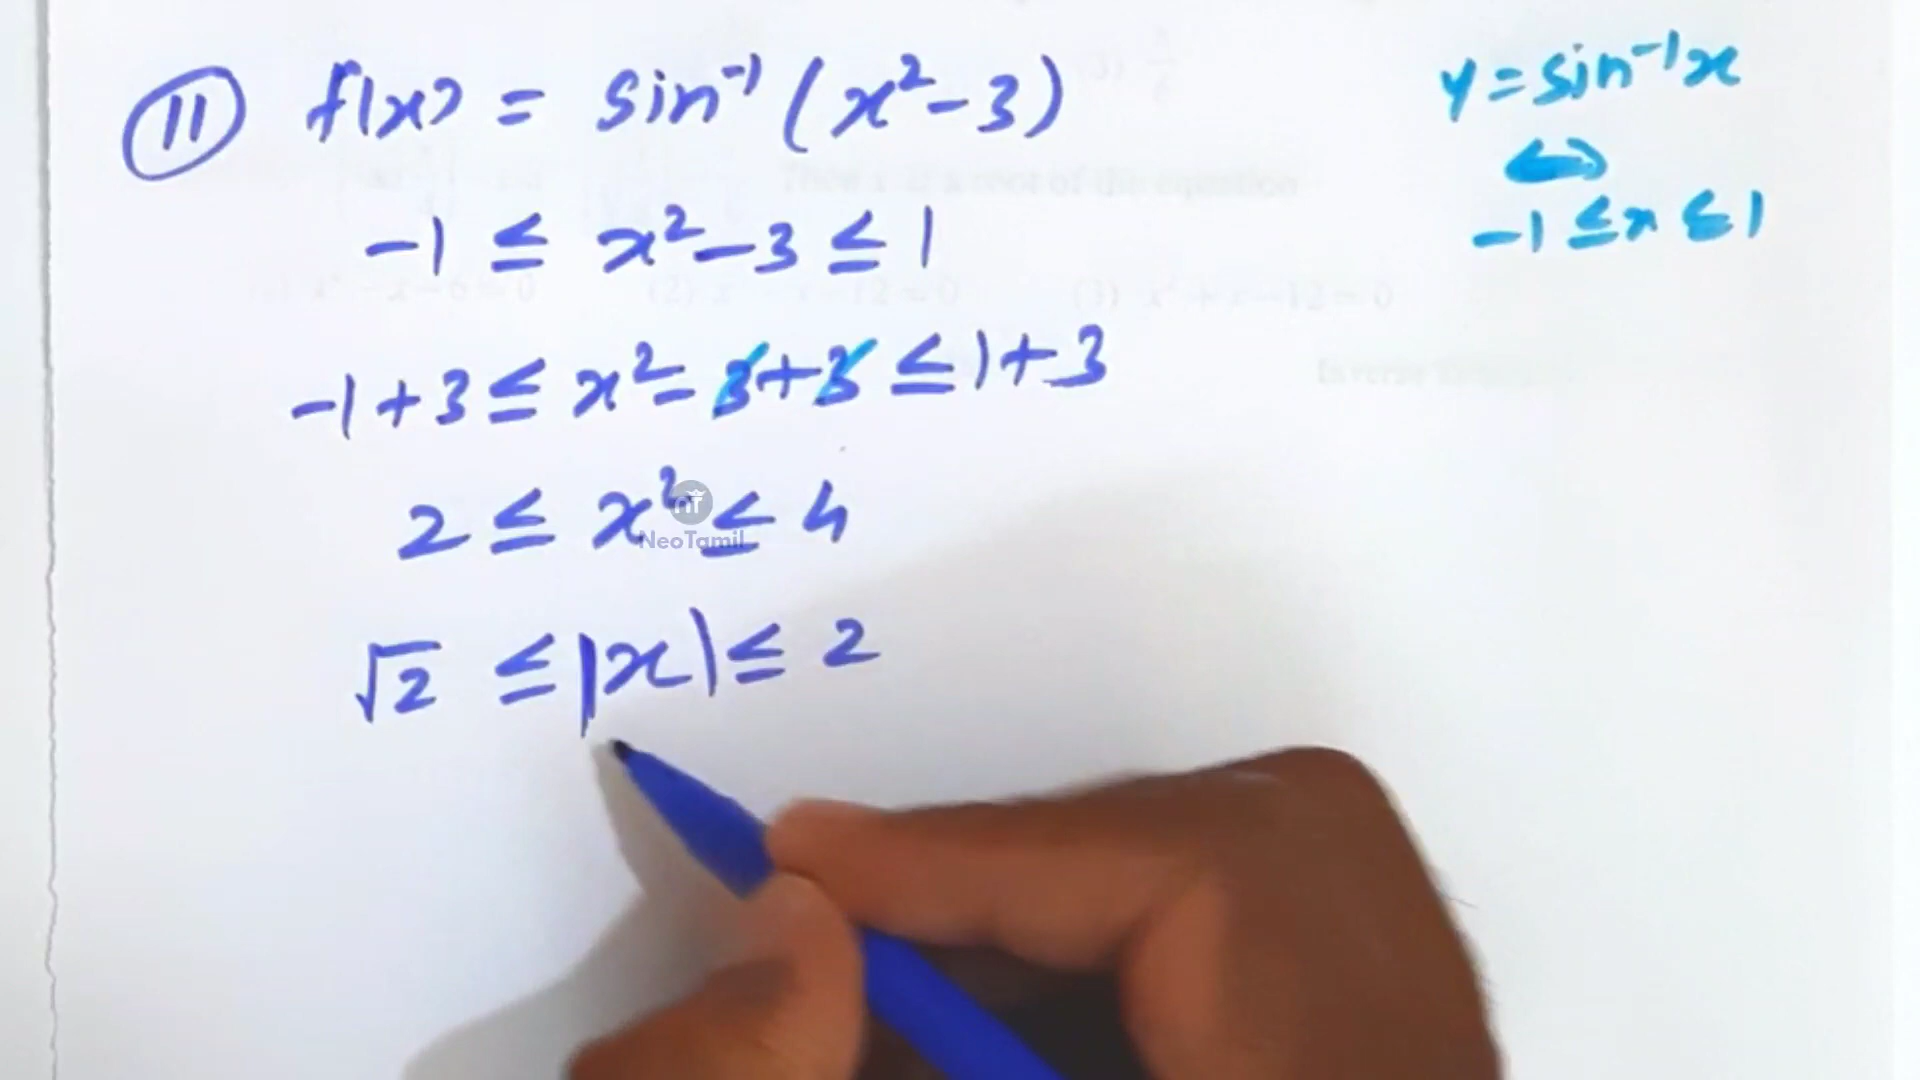 11 f(x) = sin⁻¹(x²-3)
y = sin⁻¹x
↔
-1 ≤ x ≤ 1
-1 ≤ x²-3 ≤ 1
-1+3 ≤ x²-3+3 ≤ 1+3
2 ≤ x² ≤ 4
NeoTamil
√2 ≤ |x| ≤ 2